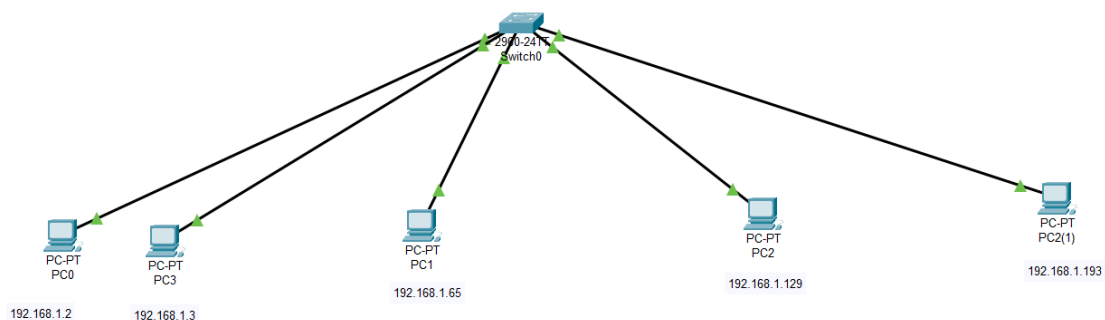 2960-24TT
Switch0
PC-PT
PC0
PC-PT
PC3
PC-PT
PC1
PC-PT
PC2
PC-PT
PC2(1)
192.168.1.2
192.168.1.3
192.168.1.65
192.168.1.129
192.168.1.193